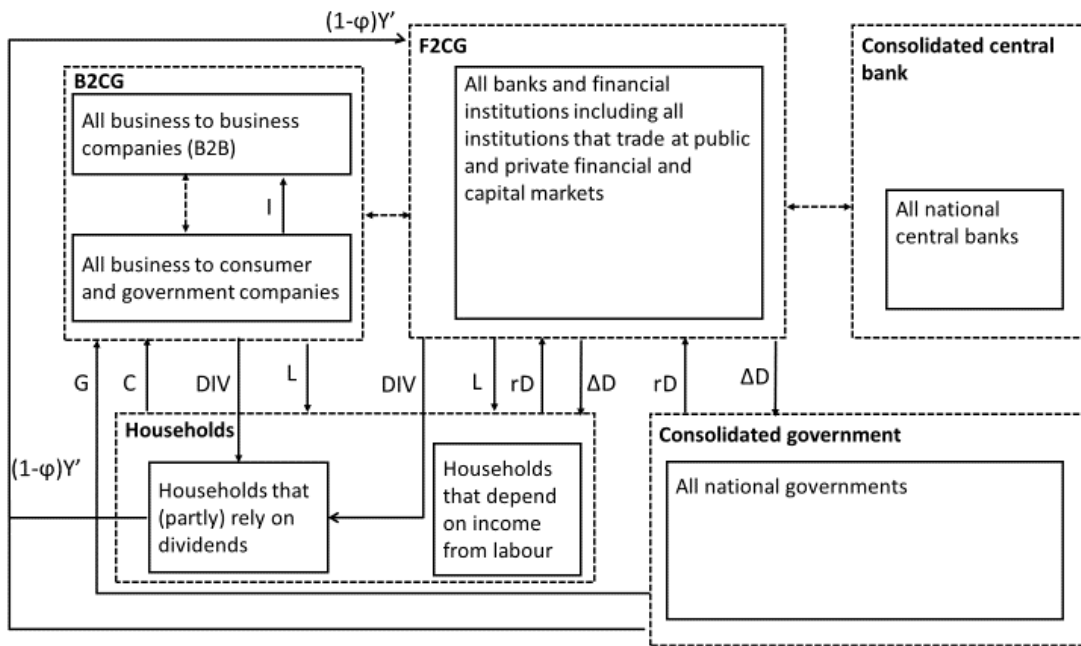 (1-φ)Y’
F2CG
Consolidated central
bank
B2CG
All business to business
companies (B2B)
All banks and financial
institutions including all
institutions that trade at public
and private financial and
capital markets
I
All national
central banks
All business to consumer
and government companies
G
C
DIV
L
DIV
L
rD
ΔD
rD
ΔD
Households
Consolidated government
(1-φ)Y’
Households that
(partly) rely on
dividends
Households
that depend
on income
from labour
All national governments